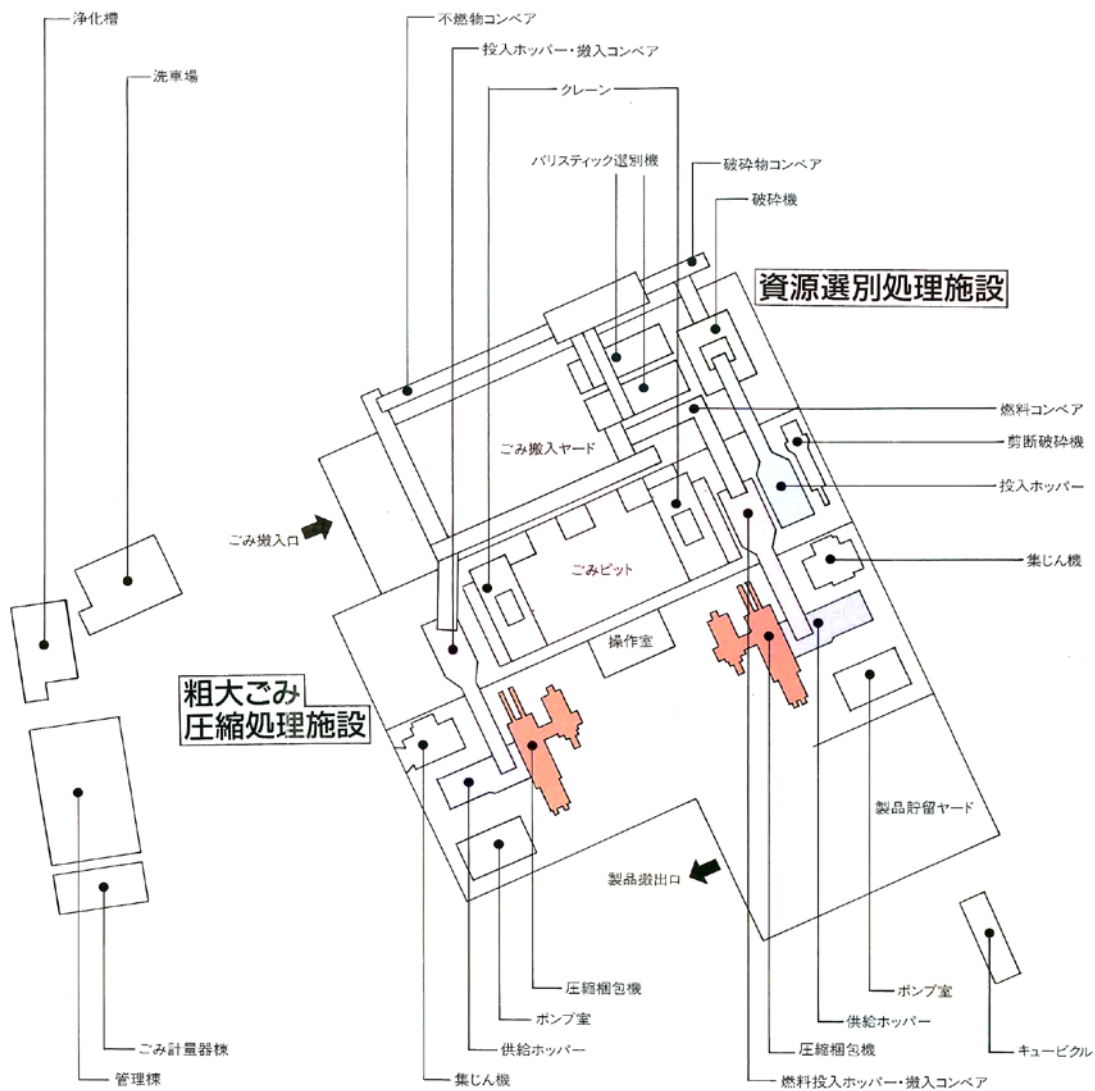 浄化槽
不燃物コンベア
投入ホッパー・搬入コンベア
洗車場
クレーン
バリスティック選別機
破砕物コンベア
破砕機
資源選別処理施設
燃料コンベア
剪断破砕機
ごみ搬入ヤード
投入ホッパー
ごみ搬入口
集じん機
ごみピット
操作室
粗大ごみ
圧縮処理施設
製品貯留ヤード
製品搬出口
圧縮梱包機
ポンプ室
ポンプ室
供給ホッパー
ごみ計量器棟
供給ホッパー
圧縮梱包機
キュービクル
管理棟
集じん機
燃料投入ホッパー・搬入コンベア